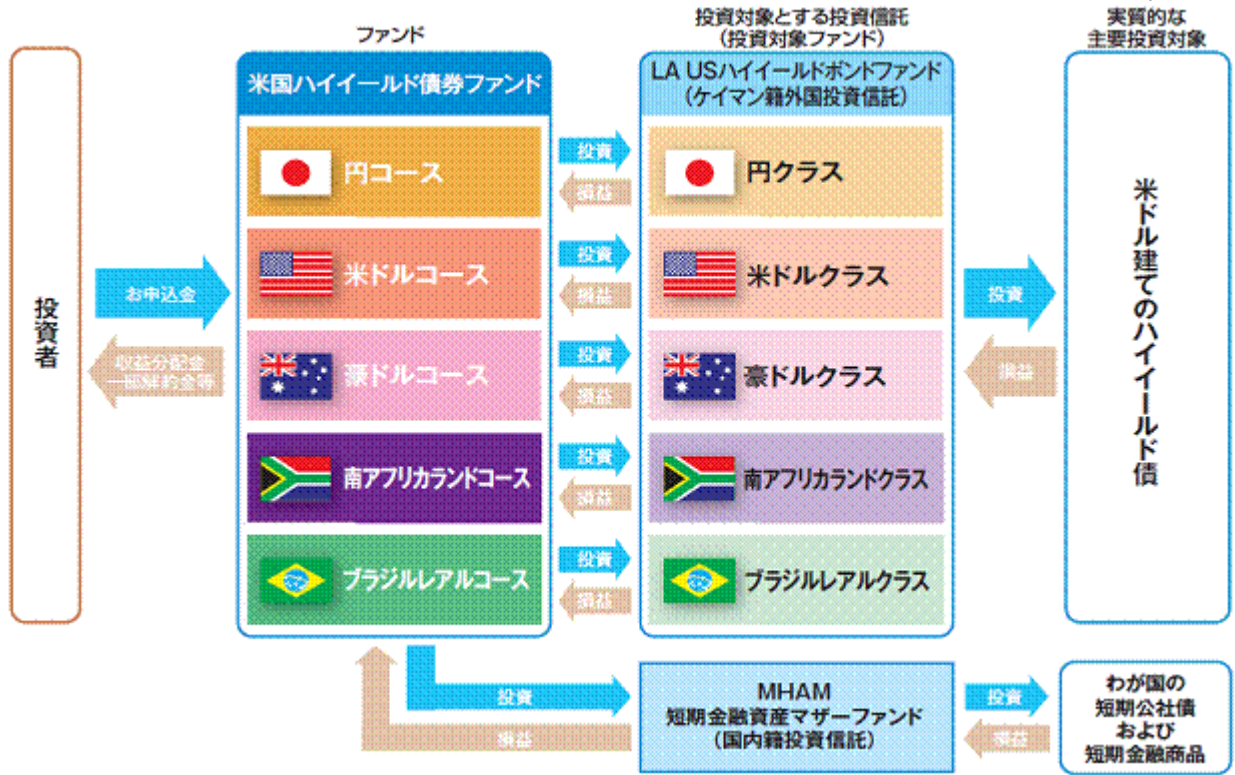 投資者
お申込金
収益分配金
一部解約金等
ファンド
米国ハイイールド債券ファンド
円コース
米ドルコース
豪ドルコース
南アフリカランドコース
ブラジルレアルコース
投資
損益
投資
損益
投資
損益
投資
損益
投資
損益
投資対象とする投資信託
(投資対象ファンド)
LA USハイイールドボンドファンド
(ケイマン籍外国投資信託)
円クラス
米ドルクラス
豪ドルクラス
南アフリカランドクラス
ブラジルレアルクラス
投資
損益
実質的な
主要投資対象
米ドル建てのハイイールド債
投資
損益
MHAM
短期金融資産マザーファンド
(国内籍投資信託)
投資
損益
わが国の
短期公社債
および
短期金融商品